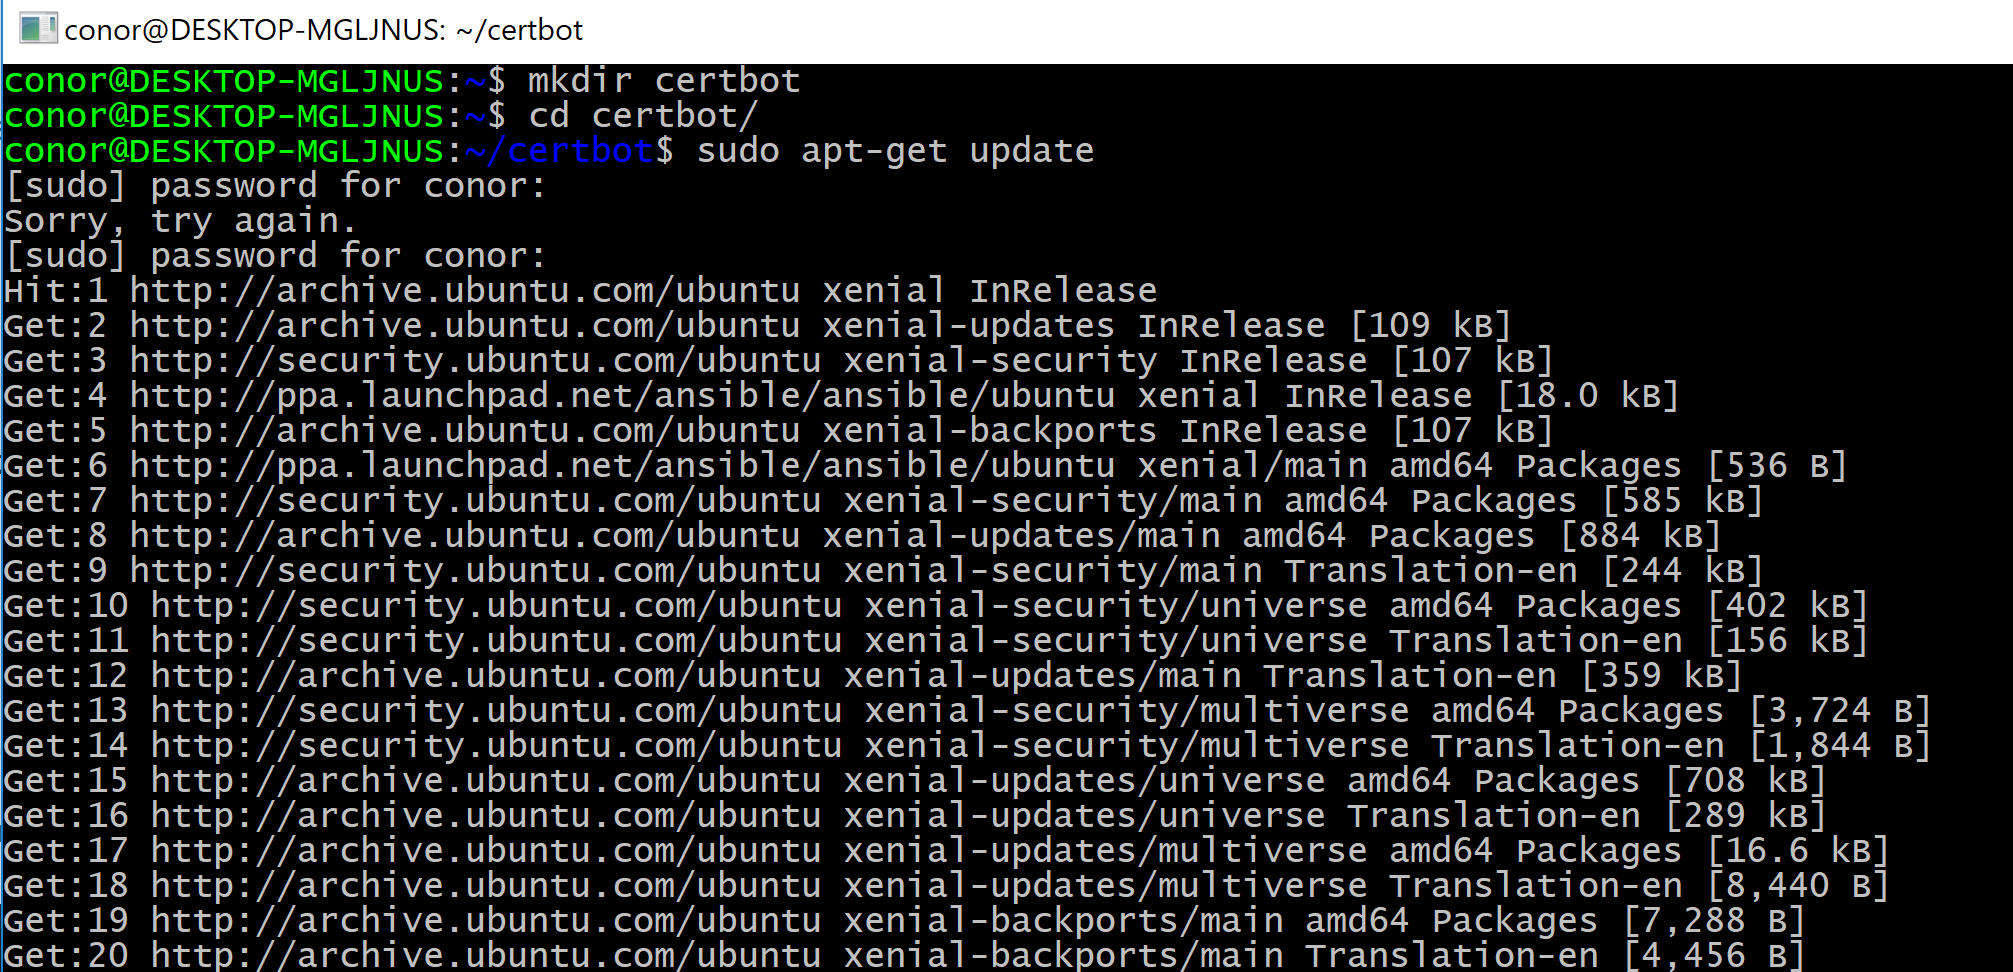 conor@DESKTOP-MGLJNUS: ~/certbot
conor@DESKTOP-MGLJNUS:~$ mkdir certbot
conor@DESKTOP-MGLJNUS:~$ cd certbot/
conor@DESKTOP-MGLJNUS:~/certbot$ sudo apt-get update
[sudo] password for conor:
Sorry, try again.
[sudo] password for conor:
Hit:1 http://archive.ubuntu.com/ubuntu xenial InRelease
Get:2 http://archive.ubuntu.com/ubuntu xenial-updates InRelease [109 kB]
Get:3 http://security.ubuntu.com/ubuntu xenial-security InRelease [107 kB]
Get:4 http://ppa.launchpad.net/ansible/ansible/ubuntu xenial InRelease [18.0 kB]
Get:5 http://archive.ubuntu.com/ubuntu xenial-backports InRelease [107 kB]
Get:6 http://ppa.launchpad.net/ansible/ansible/ubuntu xenial/main amd64 Packages [536 B]
Get:7 http://security.ubuntu.com/ubuntu xenial-security/main amd64 Packages [585 kB]
Get:8 http://archive.ubuntu.com/ubuntu xenial-updates/main amd64 Packages [884 kB]
Get:9 http://security.ubuntu.com/ubuntu xenial-security/main Translation-en [244 kB]
Get:10 http://security.ubuntu.com/ubuntu xenial-security/universe amd64 Packages [402 kB]
Get:11 http://security.ubuntu.com/ubuntu xenial-security/universe Translation-en [156 kB]
Get:12 http://archive.ubuntu.com/ubuntu xenial-updates/main Translation-en [359 kB]
Get:13 http://security.ubuntu.com/ubuntu xenial-security/multiverse amd64 Packages [3,724 B]
Get:14 http://security.ubuntu.com/ubuntu xenial-security/multiverse Translation-en [1,844 B]
Get:15 http://archive.ubuntu.com/ubuntu xenial-updates/universe amd64 Packages [708 kB]
Get:16 http://archive.ubuntu.com/ubuntu xenial-updates/universe Translation-en [289 kB]
Get:17 http://archive.ubuntu.com/ubuntu xenial-updates/multiverse amd64 Packages [16.6 kB]
Get:18 http://archive.ubuntu.com/ubuntu xenial-updates/multiverse Translation-en [8,440 B]
Get:19 http://archive.ubuntu.com/ubuntu xenial-backports/main amd64 Packages [7,288 B]
Get:20 http://archive.ubuntu.com/ubuntu xenial-backports/main Translation-en [4,456 B]